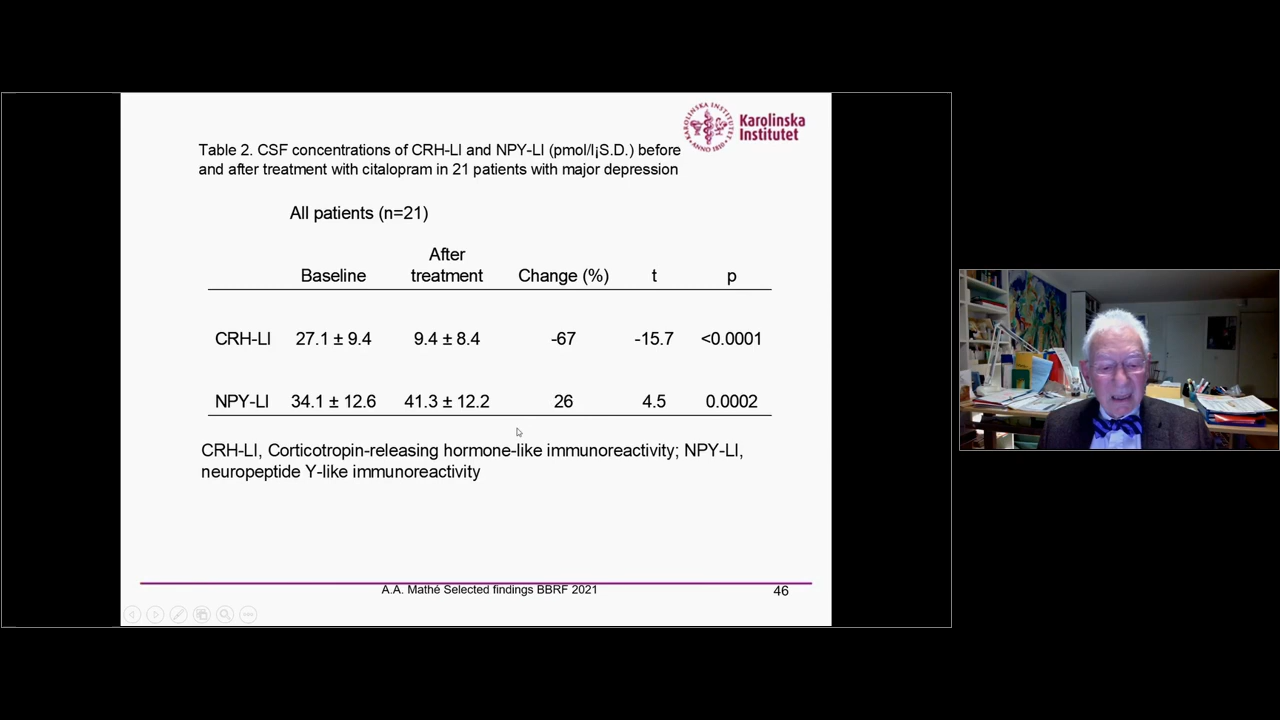 KAROLINSKA INSTITUTET
ANNO 1810
Karolinska
Institutet
Table 2. CSF concentrations of CRH-LI and NPY-LI (pmol/l¡S.D.) before
and after treatment with citalopram in 21 patients with major depression
All patients (n=21)
Baseline After treatment Change (%) t p
CRH-LI 27.1 ± 9.4 9.4 ± 8.4 -67 -15.7 <0.0001
NPY-LI 34.1 ± 12.6 41.3 ± 12.2 26 4.5 0.0002
CRH-LI, Corticotropin-releasing hormone-like immunoreactivity; NPY-LI,
neuropeptide Y-like immunoreactivity
A.A. Mathé Selected findings BBRF 2021 46